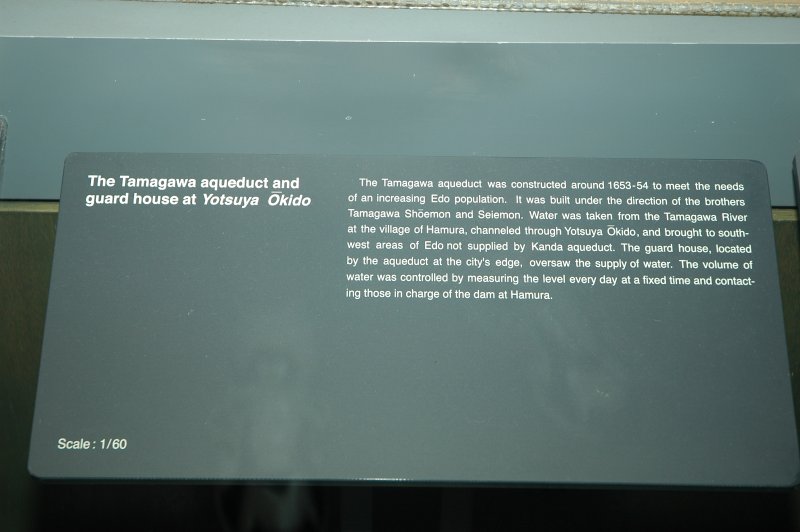 The Tamagawa aqueduct and
guard house at Yotsuya Ōkido
The Tamagawa aqueduct was constructed around 1653-54 to meet the needs
of an increasing Edo population. It was built under the direction of the brothers
Tamagawa Shōemon and Seiemon. Water was taken from the Tamagawa River
at the village of Hamura, channeled through Yotsuya Ōkido, and brought to south-
west areas of Edo not supplied by Kanda aqueduct. The guard house, located
by the aqueduct at the city's edge, oversaw the supply of water. The volume of
water was controlled by measuring the level every day at a fixed time and contact-
ing those in charge of the dam at Hamura.
Scale : 1/60